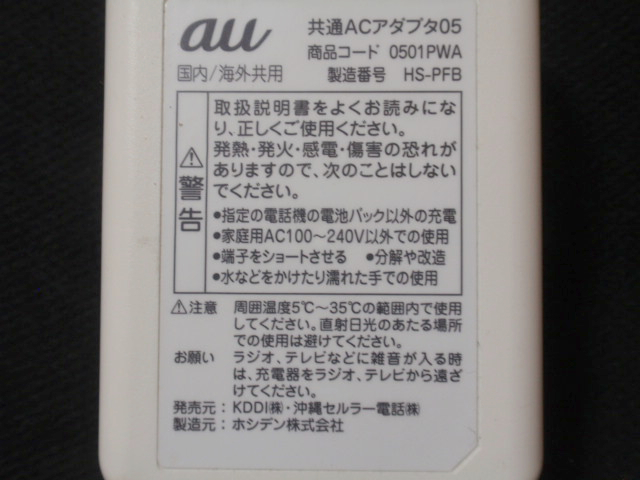 au
共通ACアダプタ05
商品コード 0501PWA
国内/海外共用 製造番号 HS-PFB
⚠警告
取扱説明書をよくお読みにな
り、正しくご使用ください。
発熱・発火・感電・傷害の恐れが
ありますので、次のことはしない
でください。
●指定の電話機の電池パック以外の充電
●家庭用AC100～240V以外での使用
●端子をショートさせる ●分解や改造
●水などをかけたり濡れた手での使用
⚠注意 周囲温度5℃～35℃の範囲内で使用
してください。直射日光のあたる場所
での使用は避けてください。
お願い ラジオ、テレビなどに雑音が入る時
は、充電器をラジオ、テレビから遠ざ
けてください。
発売元：KDDI㈱・沖縄セルラー電話㈱
製造元：ホシデン株式会社